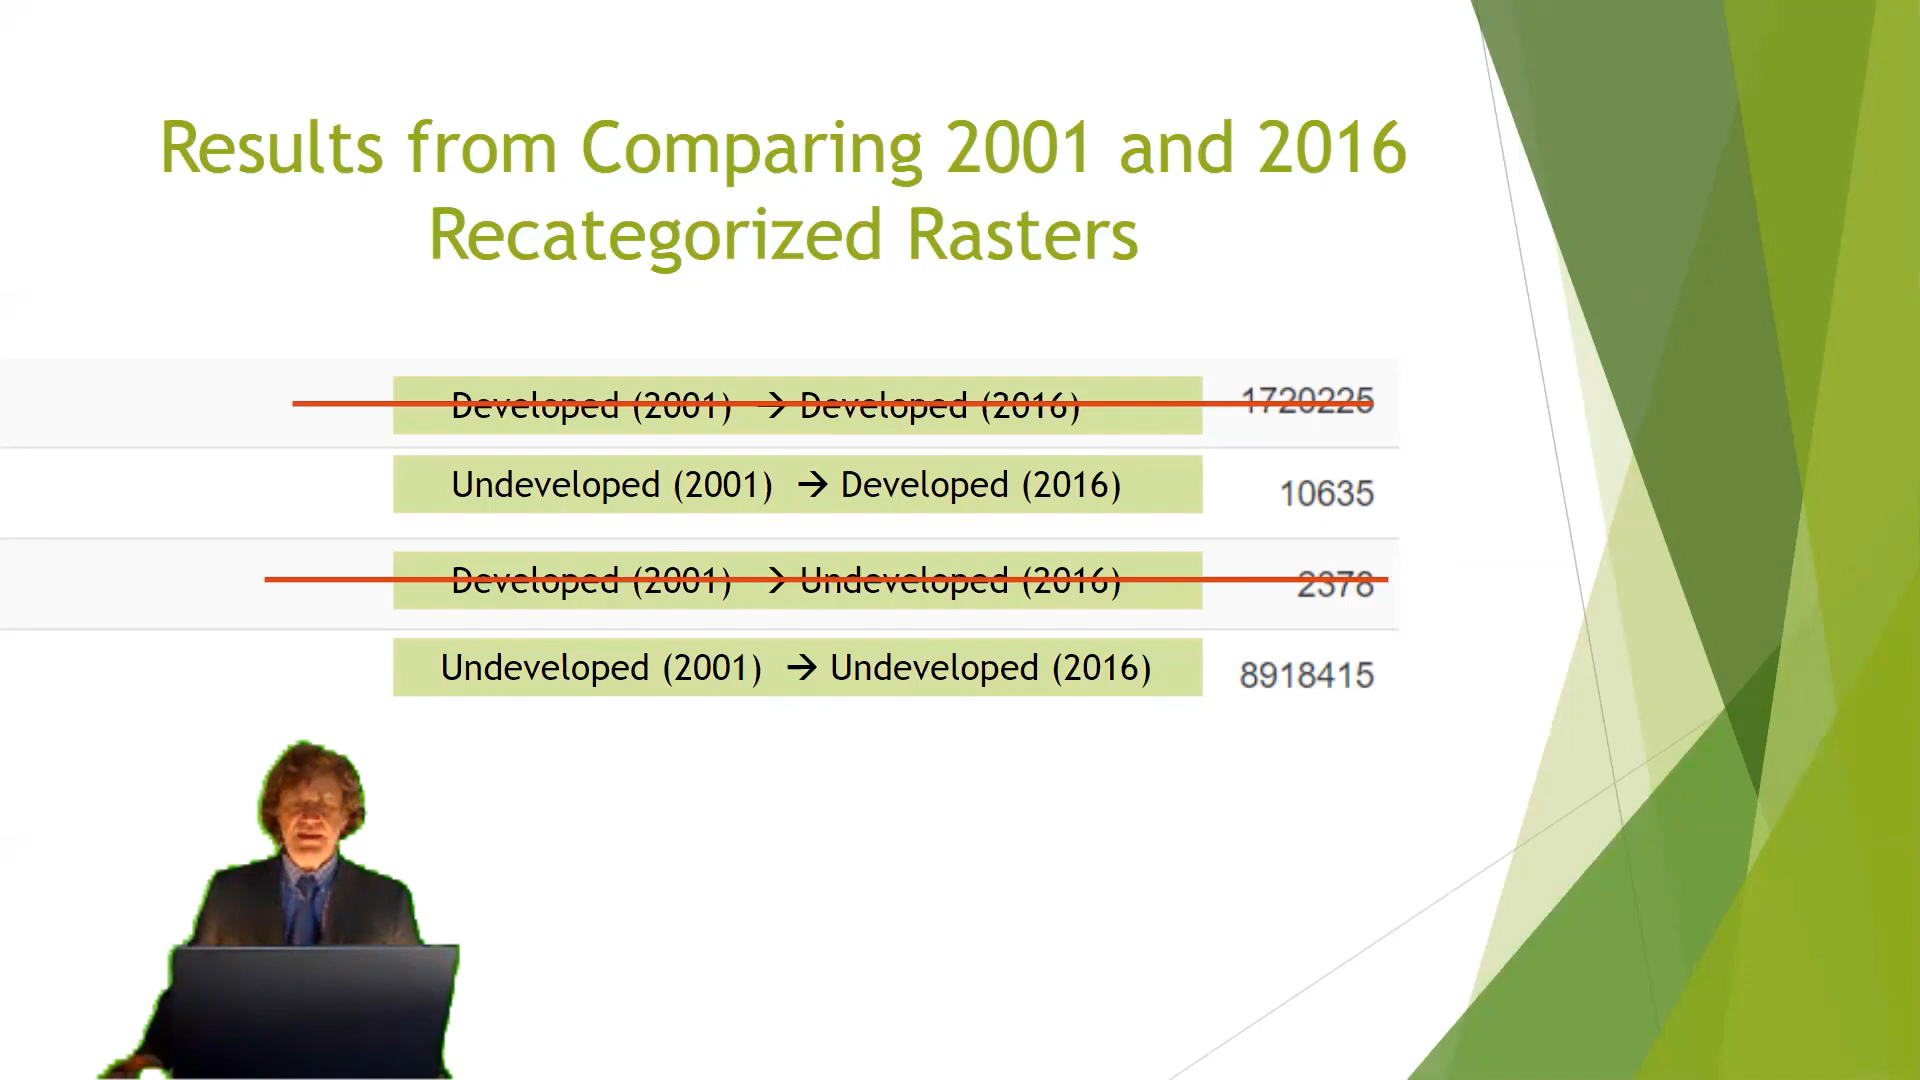 Results from Comparing 2001 and 2016
Recategorized Rasters
Developed (2001) → Developed (2016) 1720225
Undeveloped (2001) → Developed (2016) 10635
Developed (2001) → Undeveloped (2016) 2378
Undeveloped (2001) → Undeveloped (2016) 8918415